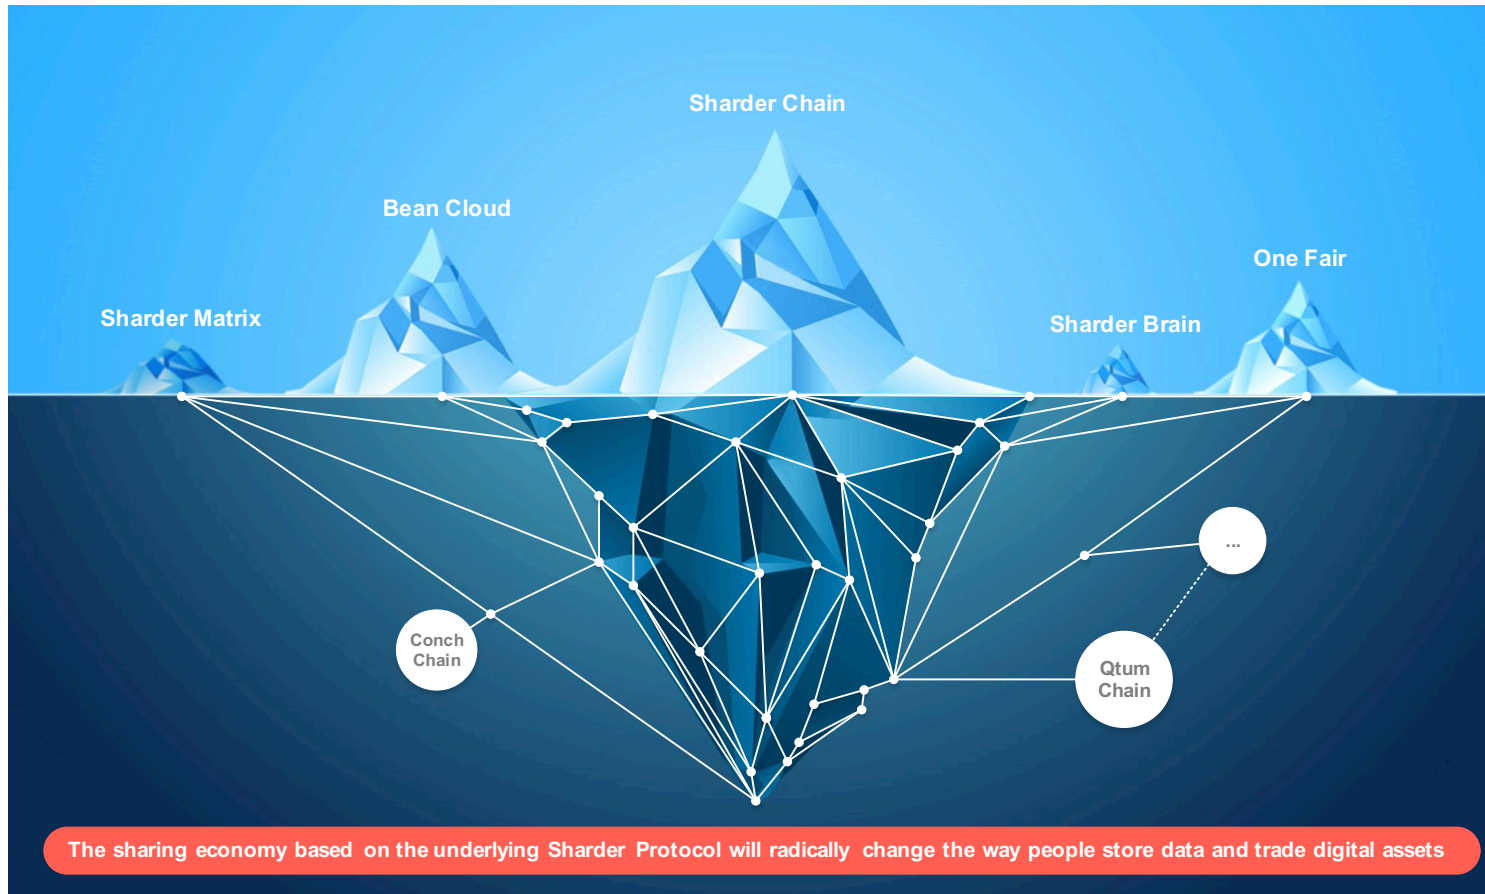 Sharder Chain
Bean Cloud
One Fair
Sharder Matrix
Sharder Brain
...
Conch
Chain
Qtum
Chain
The sharing economy based on the underlying Sharder Protocol will radically change the way people store data and trade digital assets